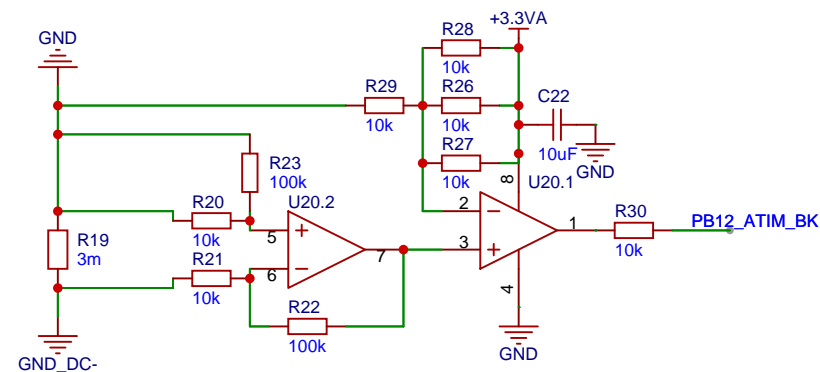 +3.3VA
GND
R28
10k
R29
10k
R26
10k
C22
10uF
GND
R27
10k
R23
100k
8
U20.1
U20.2
R20
10k
5
2
3
1
R30
10k
PB12_ATIM_BK
R19
3m
7
R21
10k
6
4
R22
100k
GND
GND_DC-